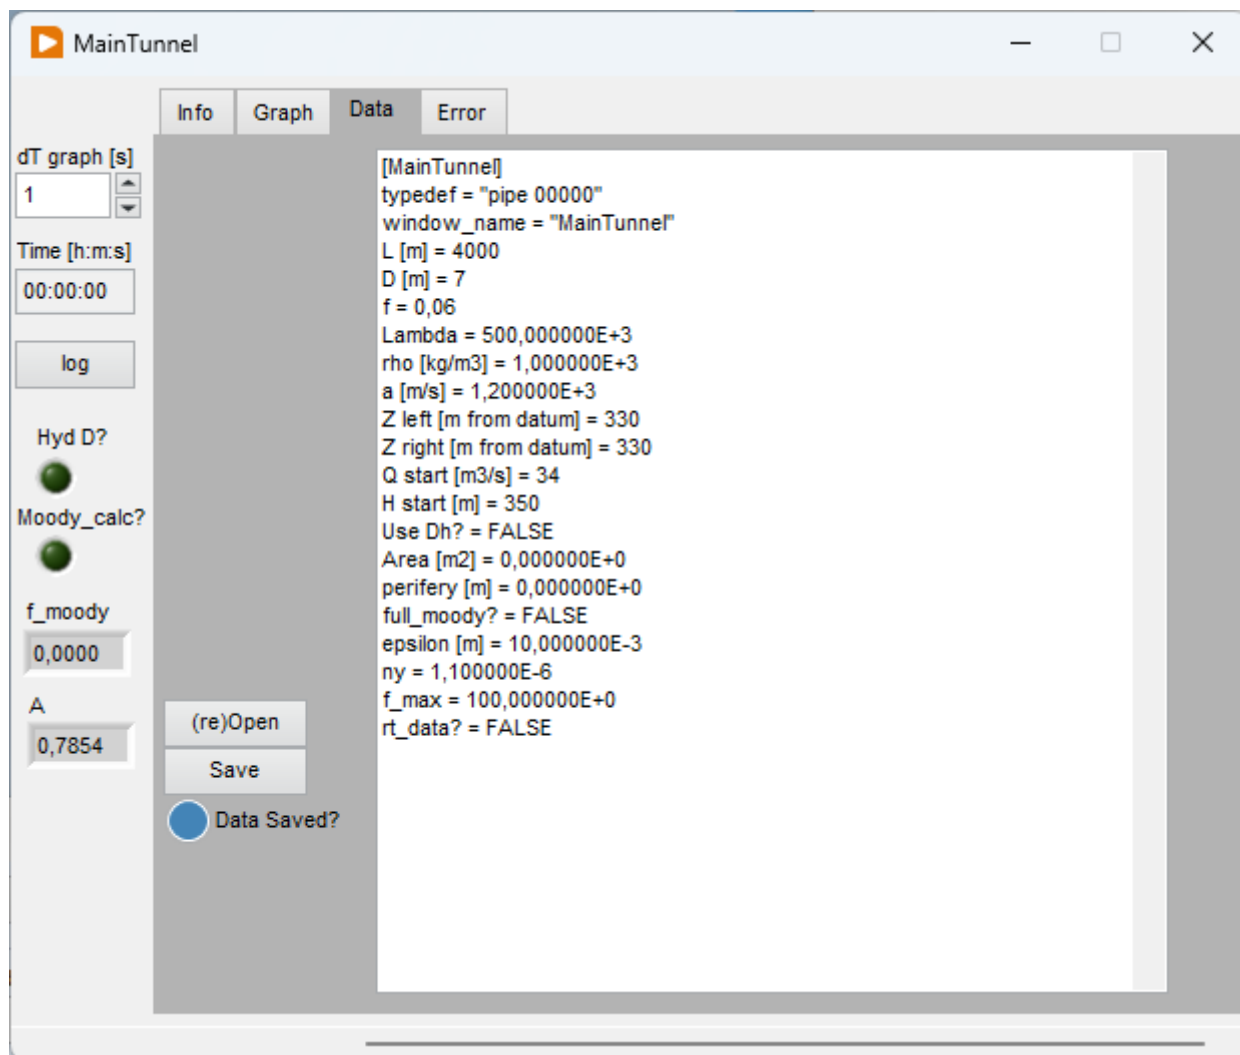 MainTunnel
Info Graph Data Error
dT graph [s]
1
Time [h:m:s]
00:00:00
log
Hyd D?
Moody_calc?
f_moody
0,0000
A
0,7854
(re)Open
Save
Data Saved?
[MainTunnel]
typedef = "pipe 00000"
window_name = "MainTunnel"
L [m] = 4000
D [m] = 7
f = 0,06
Lambda = 500,000000E+3
rho [kg/m3] = 1,000000E+3
a [m/s] = 1,200000E+3
Z left [m from datum] = 330
Z right [m from datum] = 330
Q start [m3/s] = 34
H start [m] = 350
Use Dh? = FALSE
Area [m2] = 0,000000E+0
perifery [m] = 0,000000E+0
full_moody? = FALSE
epsilon [m] = 10,000000E-3
ny = 1,100000E-6
f_max = 100,000000E+0
rt_data? = FALSE